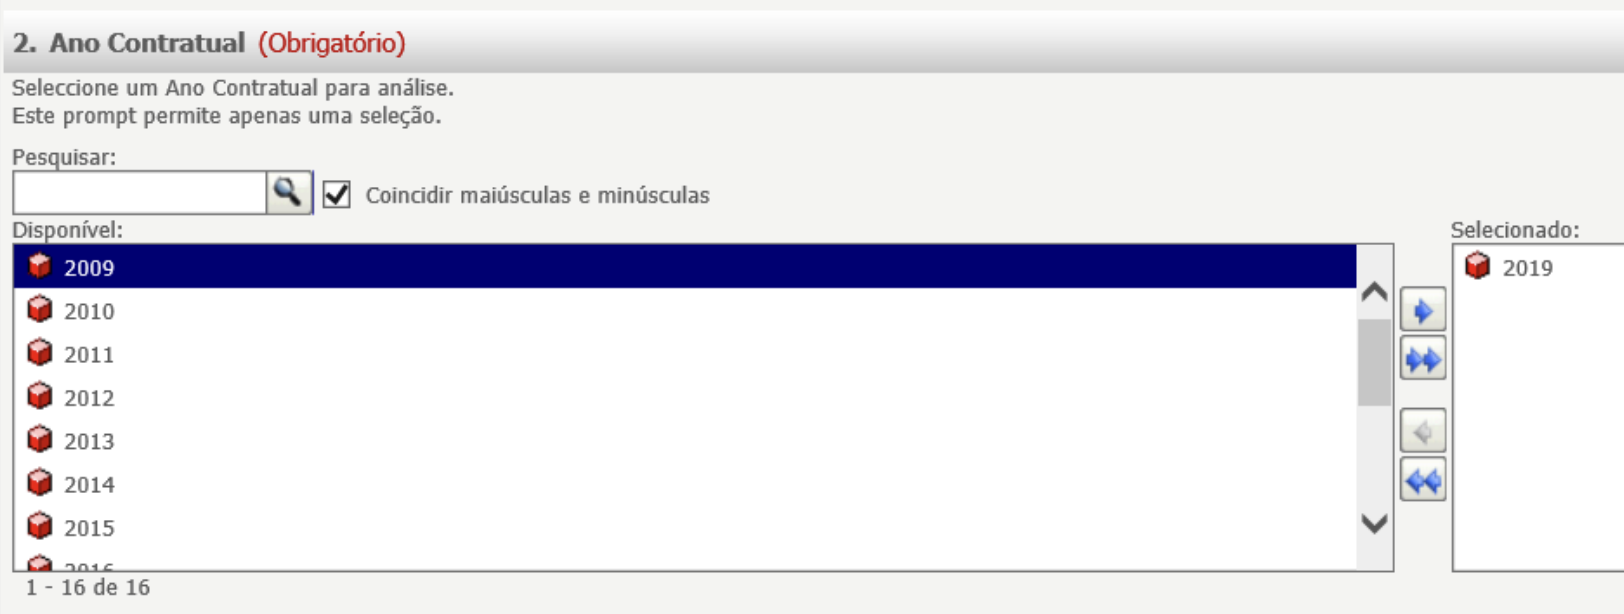 2. Ano Contratual (Obrigatório)
Seleccione um Ano Contratual para análise.
Este prompt permite apenas uma seleção.
Pesquisar:
Coincidir maiúsculas e minúsculas
Disponível:
Selecionado:
2009
2019
2010
2011
2012
2013
2014
2015
2016
1 - 16 de 16